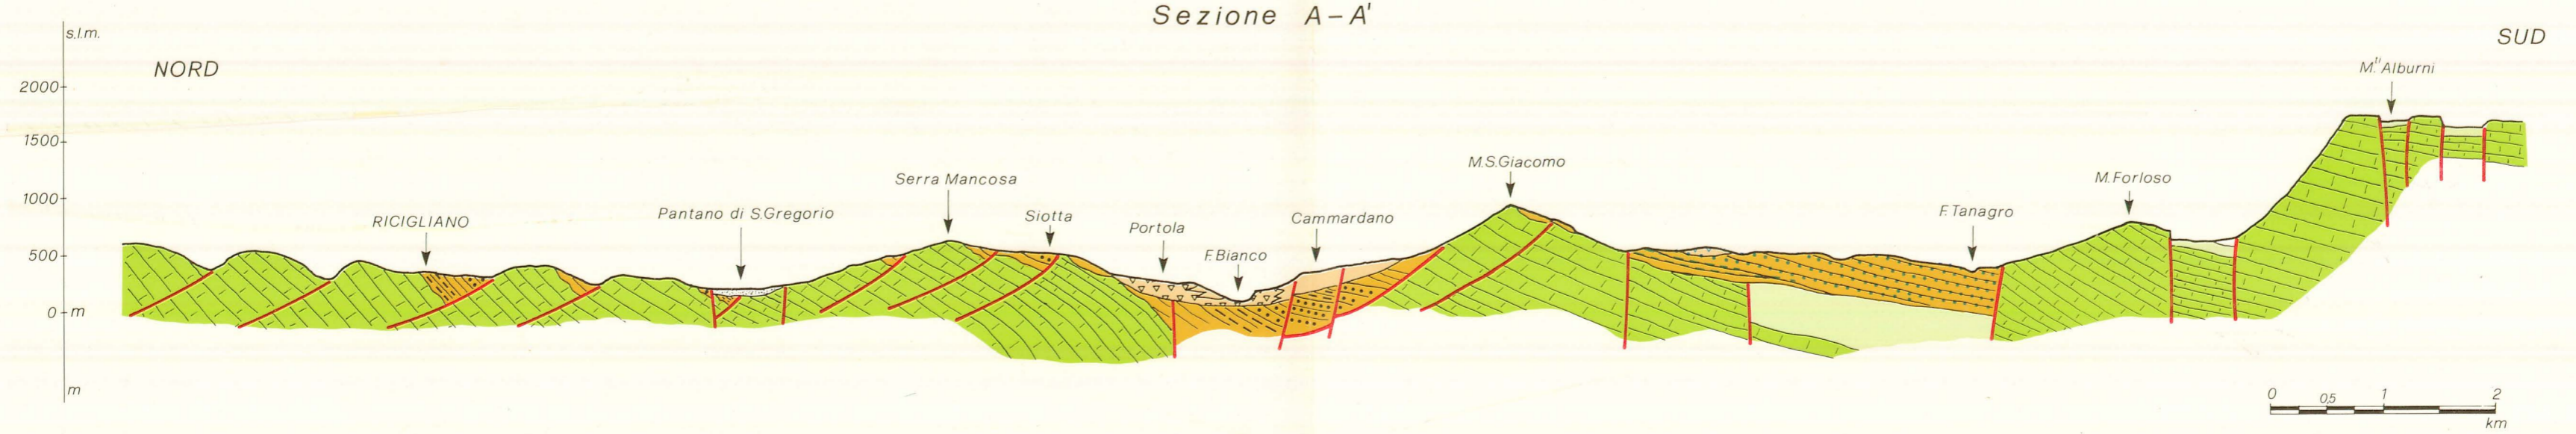 Sezione A–A'
s.l.m.
NORD
SUD
2000
1500
1000
500
0 m
m
RICIGLIANO
Pantano di S.Gregorio
Serra Mancosa
Siotta
Portola
F.Bianco
Cammardano
M.S.Giacomo
F.Tanagro
M.Forloso
M.ti Alburni
0 0,5 1 2
km